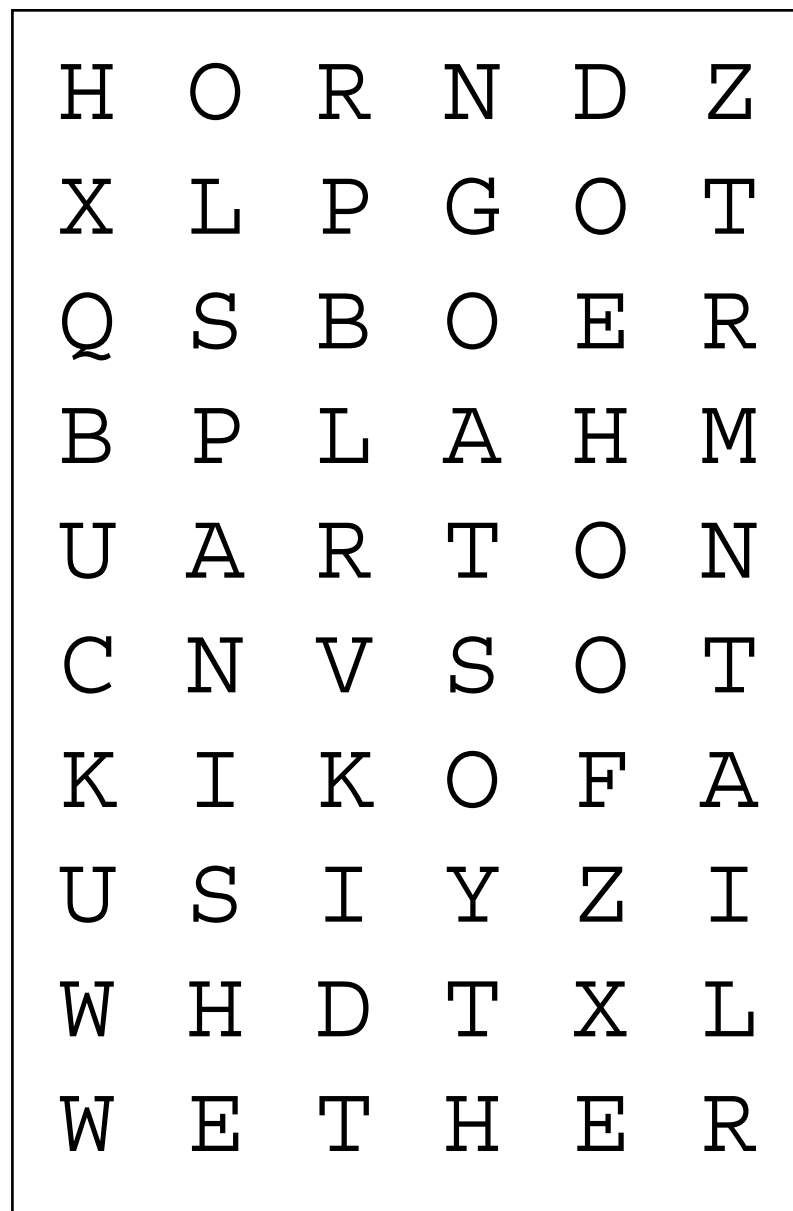 H O R N D Z
X L P G O T
Q S B O E R
B P L A H M
U A R T O N
C N V S O T
K I K O F A
U S I Y Z I
W H D T X L
W E T H E R